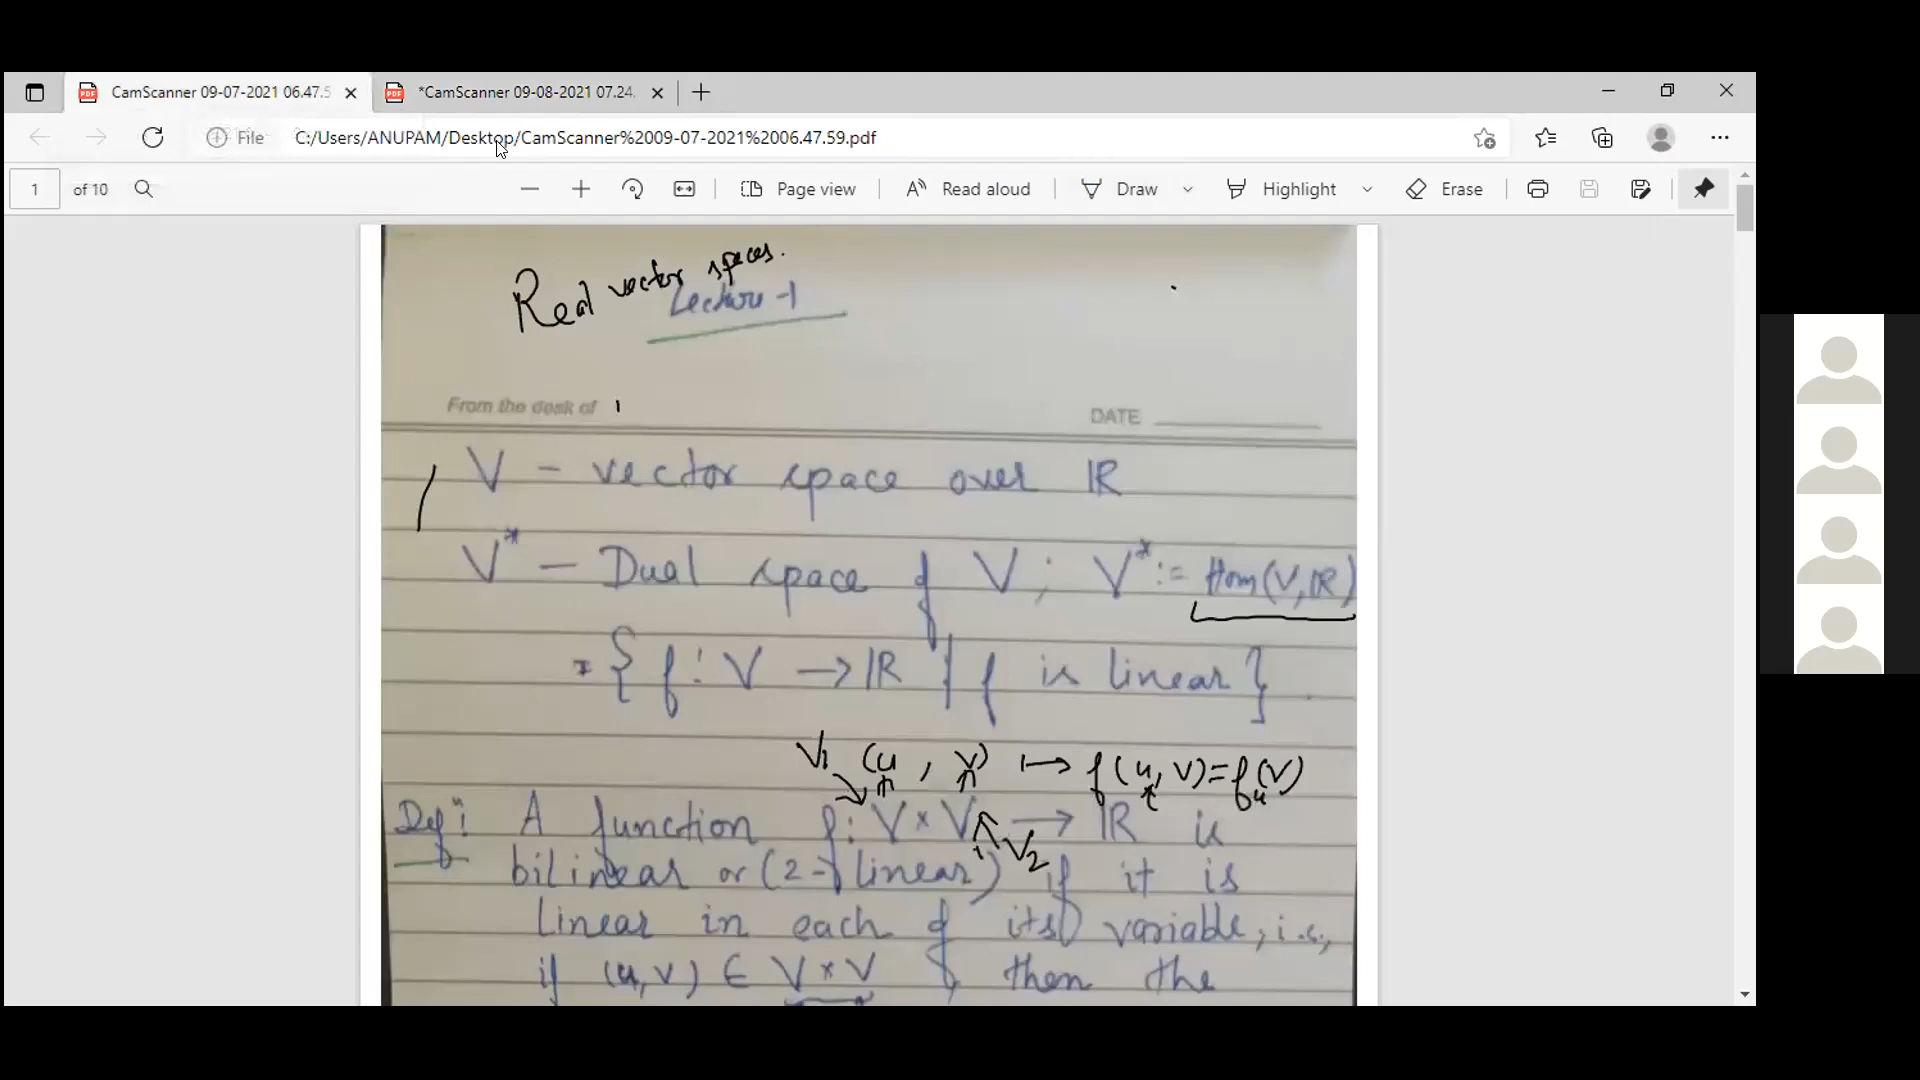 CamScanner 09-07-2021 06.47.5
*CamScanner 09-08-2021 07.24.
File C:/Users/ANUPAM/Desktop/CamScanner%2009-07-2021%2006.47.59.pdf
1 of 10 Page view Read aloud Draw Highlight Erase
Real vector spaces.
Lecture-1
From the desk of
DATE
V - vector space over ℝ
V* - Dual space of V; V* := Hom(V,ℝ)
= { f : V → ℝ | f is linear }
V₁ (u, v) ↦ f(u, v) = fᵤ(v)
Defⁿ: A function f: V × V → ℝ is
V₂
bilinear or (2-linear) if it is
linear in each of its variable, i.e.,
if (u,v) ∈ V × V, then the